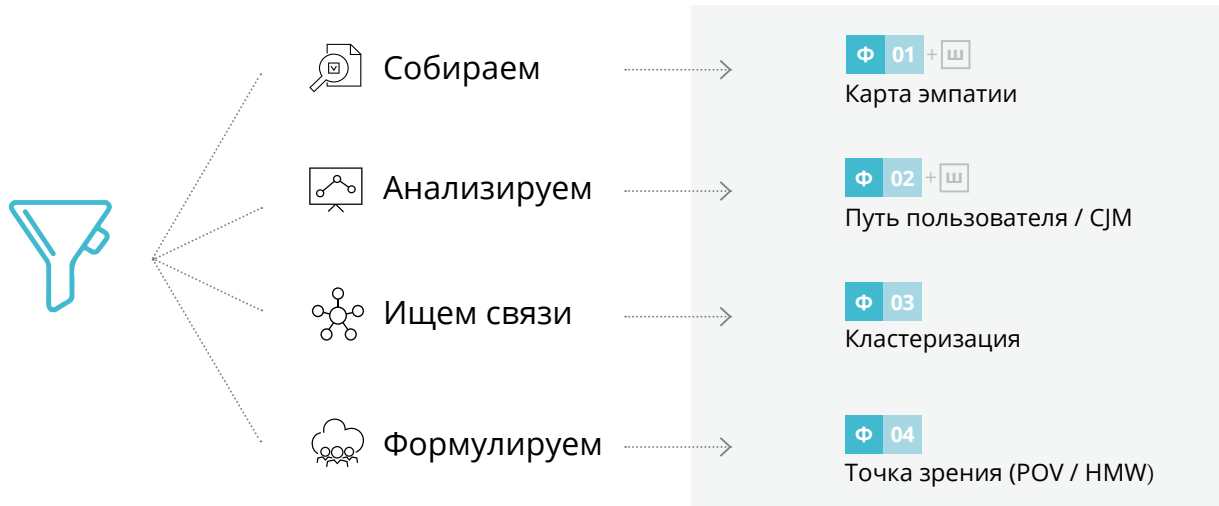 Собираем
Ф 01 + Ш
Карта эмпатии
Анализируем
Ф 02 + Ш
Путь пользователя / CJM
Ищем связи
Ф 03
Кластеризация
Формулируем
Ф 04
Точка зрения (POV / HMW)